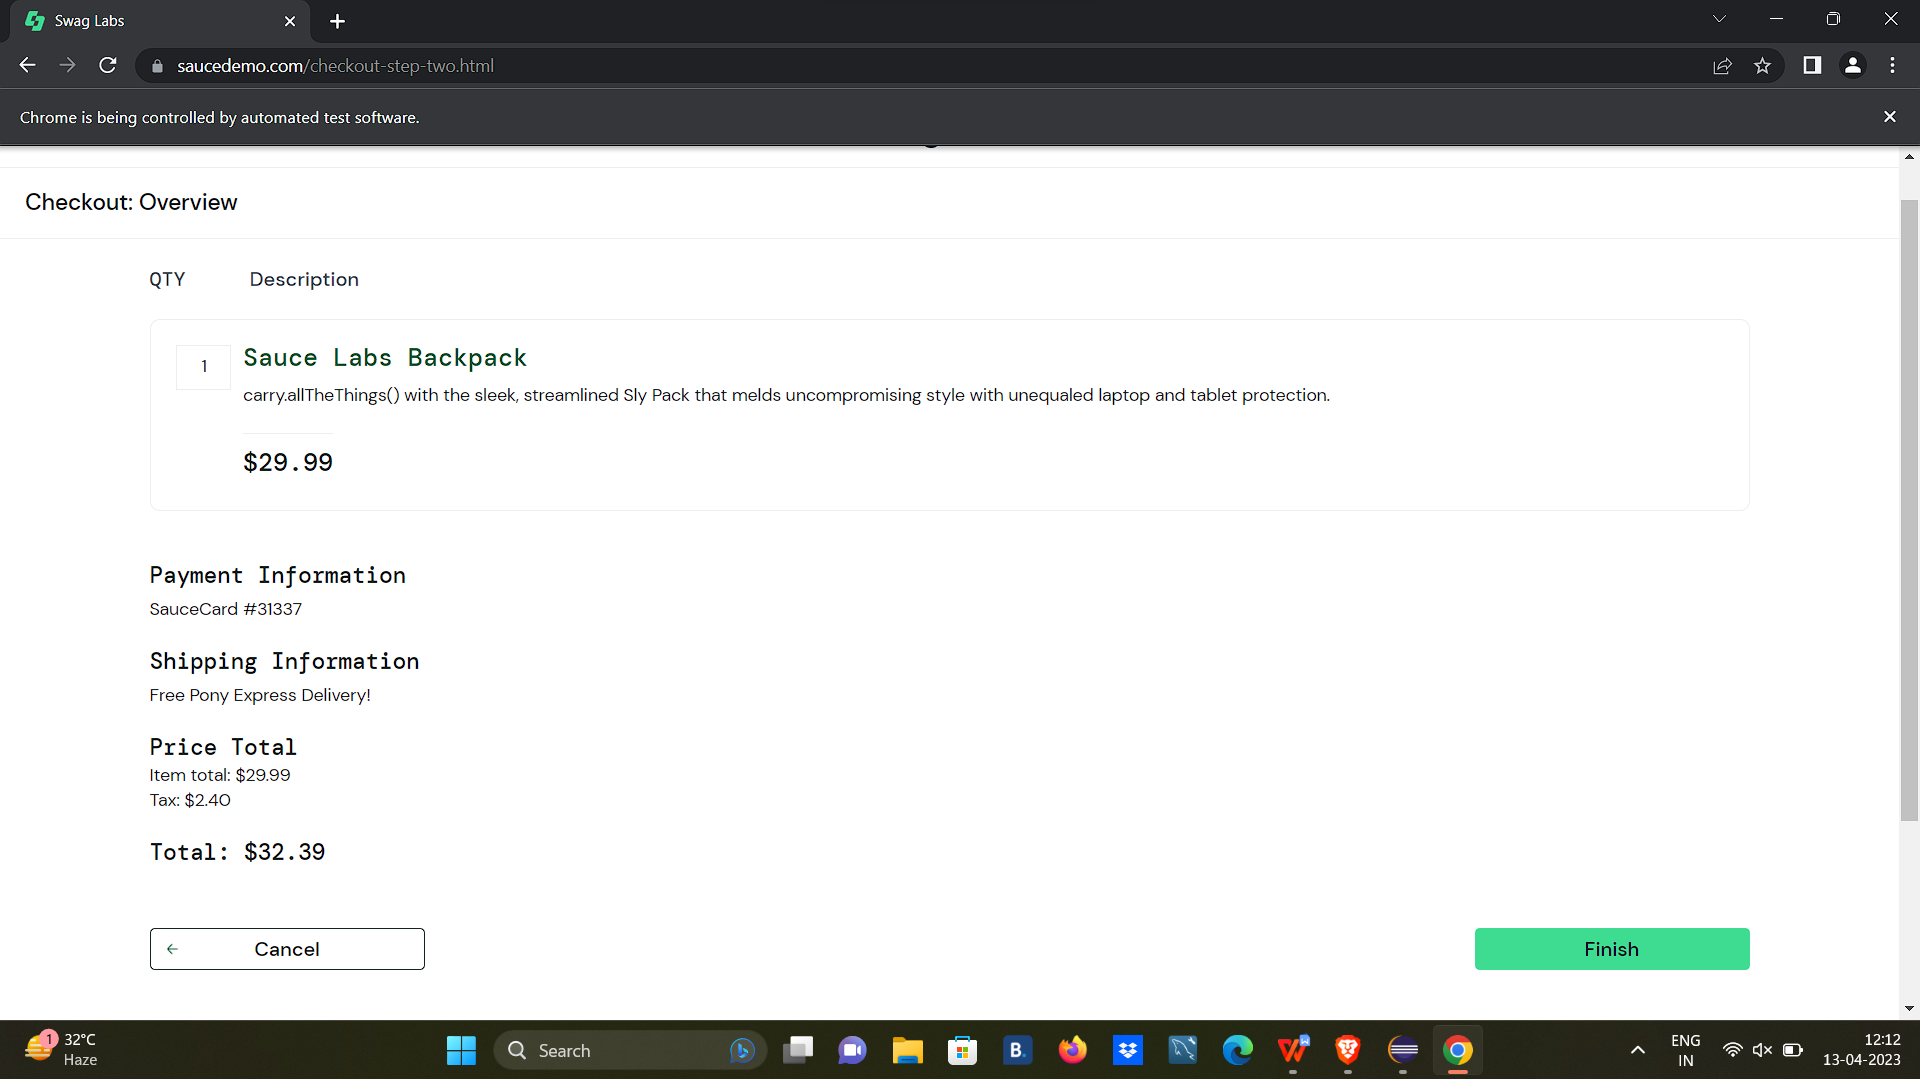 Swag Labs
saucedemo.com/checkout-step-two.html
Chrome is being controlled by automated test software.
Checkout: Overview
QTY Description
1 Sauce Labs Backpack
carry.allTheThings() with the sleek, streamlined Sly Pack that melds uncompromising style with unequaled laptop and tablet protection.
$29.99
Payment Information
SauceCard #31337
Shipping Information
Free Pony Express Delivery!
Price Total
Item total: $29.99
Tax: $2.40
Total: $32.39
Cancel Finish
1 32°C
Haze
Search
B.
W
ENG
IN
12:12
13-04-2023